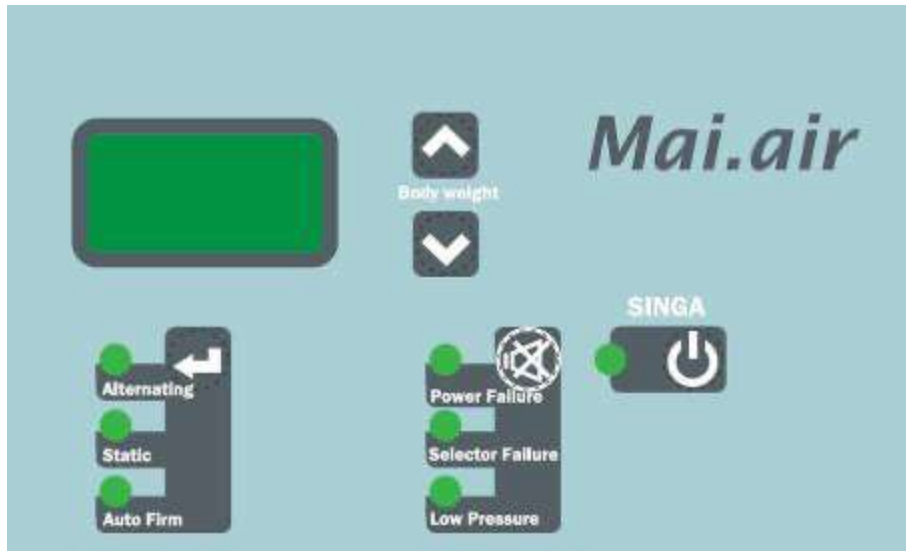 Mai.air
Body weight
SINGA
Alternating
Static
Auto Firm
Power Failure
Selector Failure
Low Pressure